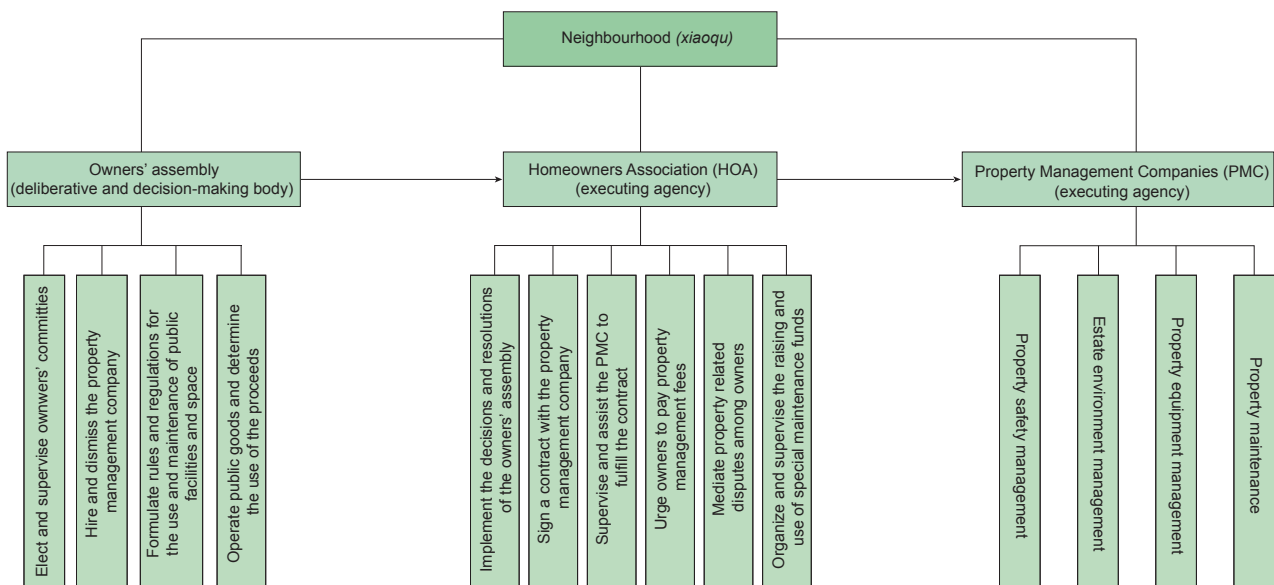 Neighbourhood (xiaoqu)
Owners' assembly
(deliberative and decision-making body)
Homeowners Association (HOA)
(executing agency)
Property Management Companies (PMC)
(executing agency)
Elect and supervise ownwers' committees
Hire and dismiss the property
management company
Formulate rules and regulations for
the use and maintenance of public
facilities and space
Operate public goods and determine
the use of the proceeds
Implement the decisions and resolutions
of the owners' assembly
Sign a contract with the property
management company
Supervise and assist the PMC to
fulfill the contract
Urge owners to pay property
management fees
Mediate property related
disputes among owners
Organize and supervise the raising and
use of special maintenance funds
Property safety management
Estate environment management
Property equipment management
Property maintenance